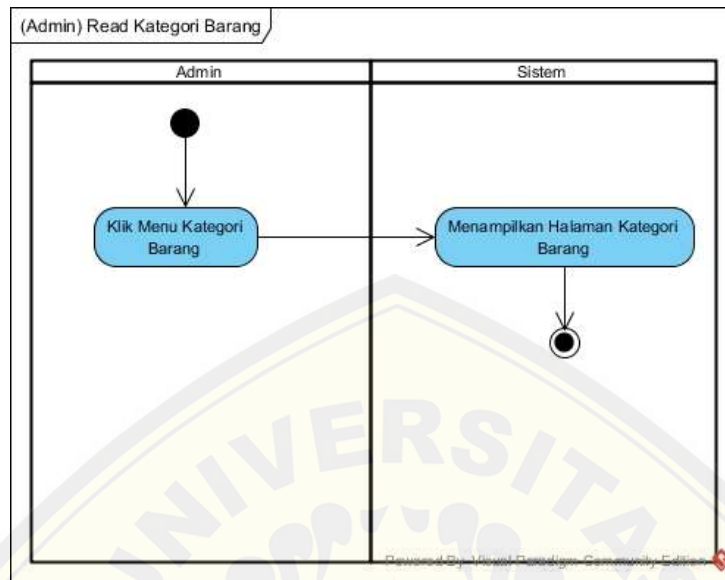 (Admin) Read Kategori Barang
Admin
Sistem
Klik Menu Kategori
Barang
Menampilkan Halaman Kategori
Barang
UNIVERSITA
Powered By Visual Paradigm Community Edition